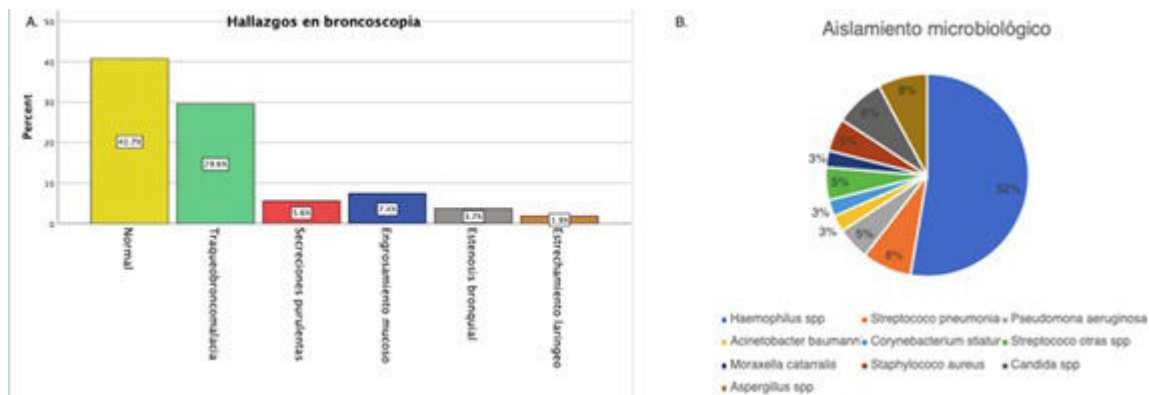 A.
Hallazgos en broncoscopia
50
40
30
20
10
0
Percent
40.7%
29.6%
5.6%
7.4%
3.7%
1.9%
Normal
Traqueobroncomalacia
Secreciones purulentas
Engrosamiento mucoso
Estenosis bronquial
Estrechamiento laringeo
B.
Aislamiento microbiológico
8%
8%
5%
3%
5%
3%
3%
5%
8%
52%
Haemophilus spp
Streptococo pneumonia
Pseudomona aeruginosa
Acinetobacter baumann
Corynebacterium stiatur
Streptococo otras spp
Moraxella catarralis
Staphylococo aureus
Candida spp
Aspergillus spp